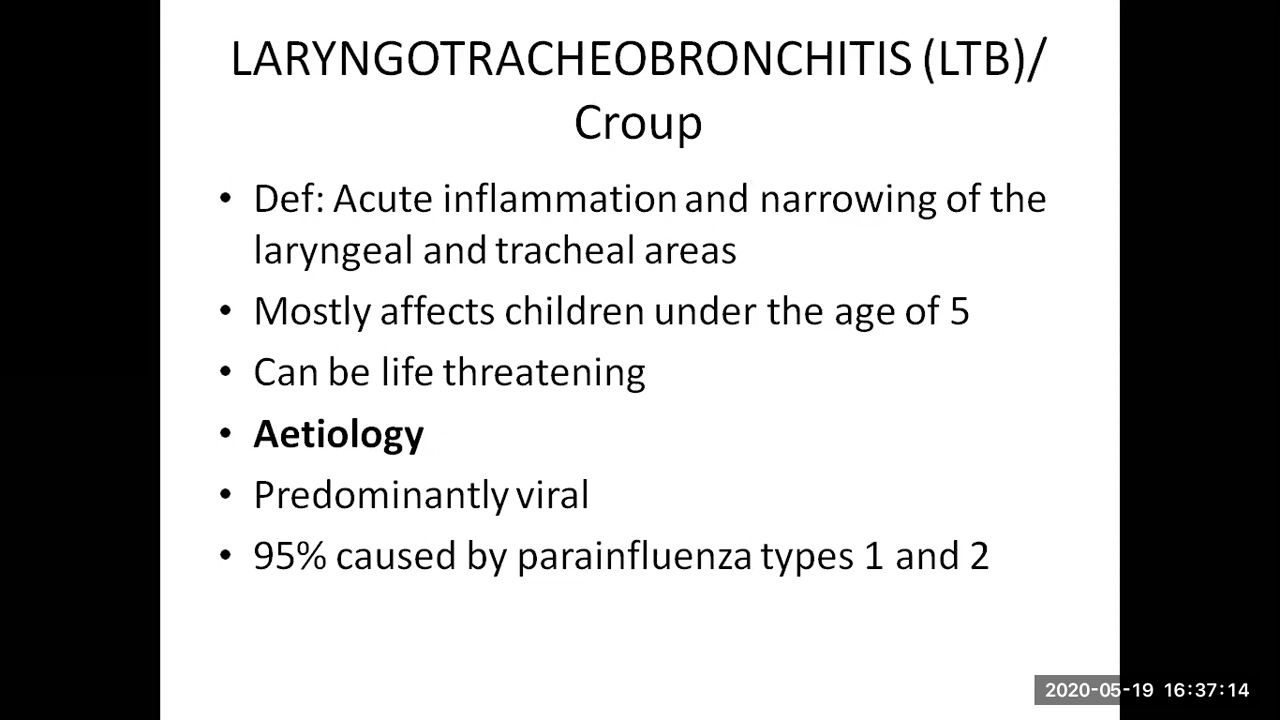 LARYNGOTRACHEOBRONCHITIS (LTB)/
Croup
• Def: Acute inflammation and narrowing of the
laryngeal and tracheal areas
• Mostly affects children under the age of 5
• Can be life threatening
• Aetiology
• Predominantly viral
• 95% caused by parainfluenza types 1 and 2
2020-05-19 16:37:14